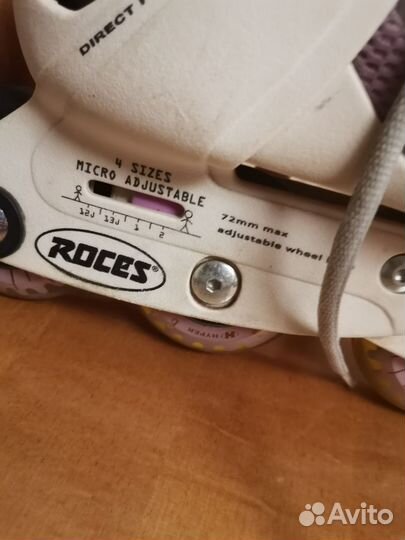 DIRECT
4 SIZES
MICRO ADJUSTABLE
12J 13J 1 2
72mm max
adjustable wheel
ROCES®
HYPER
Avito